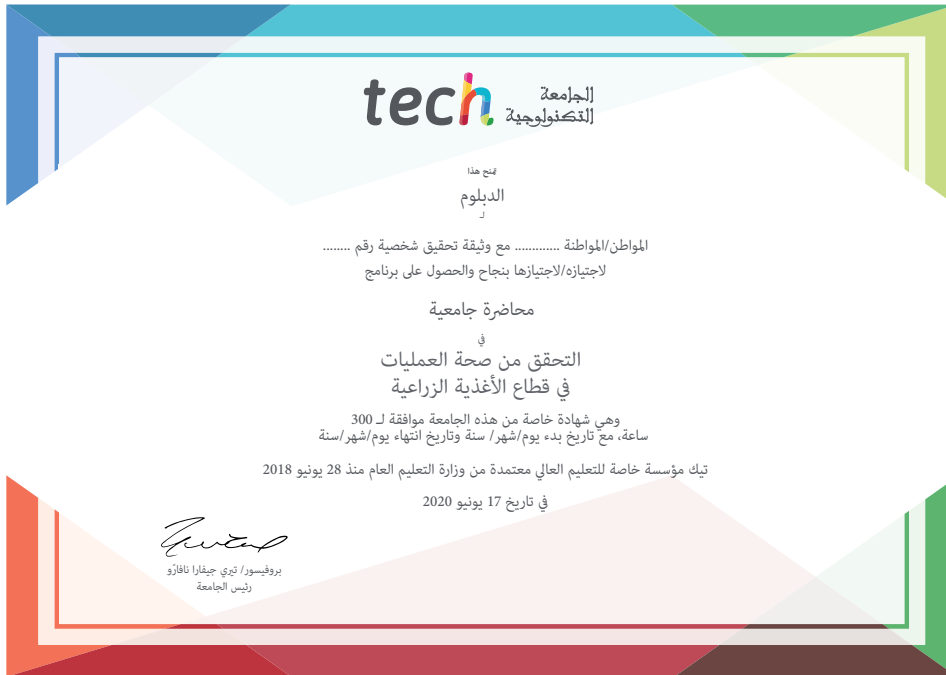 tech الجامعة
التكنولوجية
يمنح هذا
الدبلوم
لـ
المواطن/المواطنة ............ مع وثيقة تحقيق شخصية رقم ........
لاجتيازه/لاجتيازها بنجاح والحصول على برنامج
محاضرة جامعية
في
التحقق من صحة العمليات
في قطاع الأغذية الزراعية
وهي شهادة خاصة من هذه الجامعة موافقة لـ 300
ساعة، مع تاريخ بدء يوم/شهر/ سنة وتاريخ انتهاء يوم/شهر/سنة
تيك مؤسسة خاصة للتعليم العالي معتمدة من وزارة التعليم العام منذ 28 يونيو 2018
في تاريخ 17 يونيو 2020
بروفيسور/ تيري جيفارا نافارّو
رئيس الجامعة